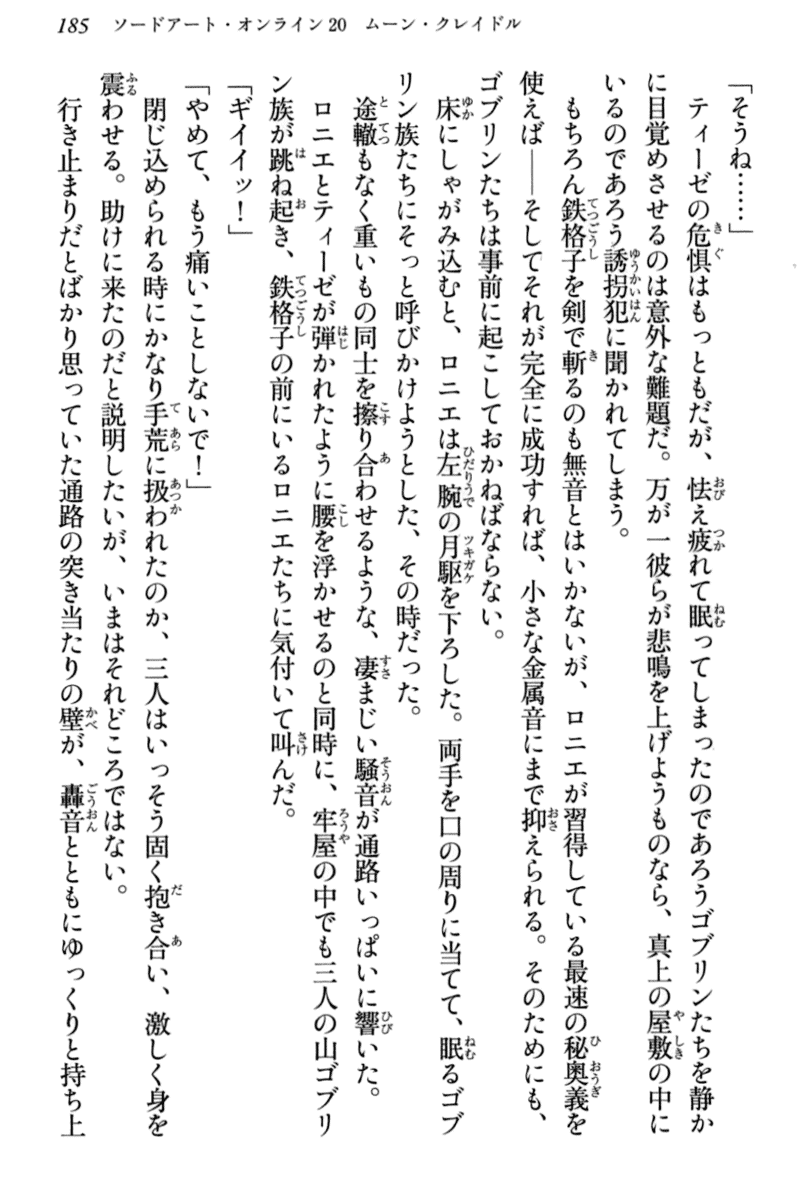 185　ソードアート・オンライン20　ムーン・クレイドル
「そうね……」
　ティーゼの危惧はもっともだが、怯え疲れて眠ってしまったのであろうゴブリンたちを静か
に目覚めさせるのは意外な難題だ。万が一彼らが悲鳴を上げようものなら、真上の屋敷の中に
いるのであろう誘拐犯に聞かれてしまう。
　もちろん鉄格子を剣で斬るのも無音とはいかないが、ロニエが習得している最速の秘奥義を
使えば――そしてそれが完全に成功すれば、小さな金属音にまで抑えられる。そのためにも、
ゴブリンたちは事前に起こしておかねばならない。
　床にしゃがみ込むと、ロニエは左腕の月駆を下ろした。両手を口の周りに当てて、眠るゴブ
リン族たちにそっと呼びかけようとした、その時だった。
　途轍もなく重いもの同士を擦り合わせるような、凄まじい騒音が通路いっぱいに響いた。
　ロニエとティーゼが弾かれたように腰を浮かせるのと同時に、牢屋の中でも三人の山ゴブリ
ン族が跳ね起き、鉄格子の前にいるロニエたちに気付いて叫んだ。
「ギイイッ！」
「やめて、もう痛いことしないで！」
　閉じ込められる時にかなり手荒に扱われたのか、三人はいっそう固く抱き合い、激しく身を
震わせる。助けに来たのだと説明したいが、いまはそれどころではない。
　行き止まりだとばかり思っていた通路の突き当たりの壁が、轟音とともにゆっくりと持ち上